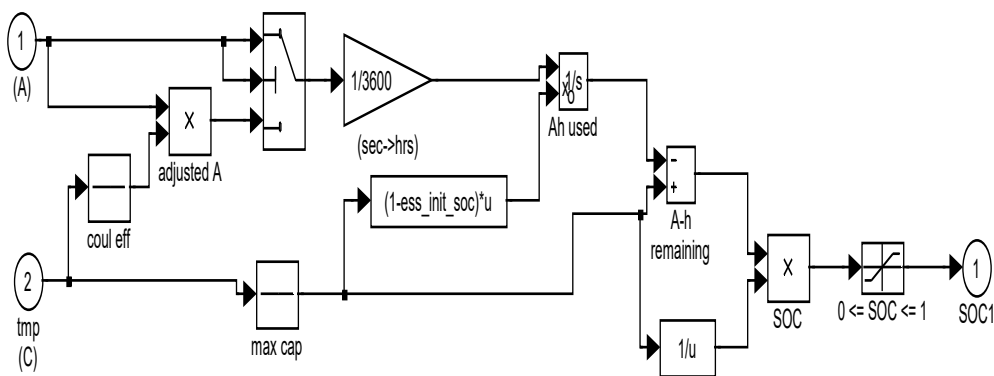 1
(A)
×
adjusted A
coul eff
2
tmp
(C)
1/3600
(sec->hrs)
(1-ess_init_soc)*u
max cap
1/s
xo
Ah used
-
+
A-h
remaining
1/u
×
SOC
0 <= SOC <= 1
1
SOC1